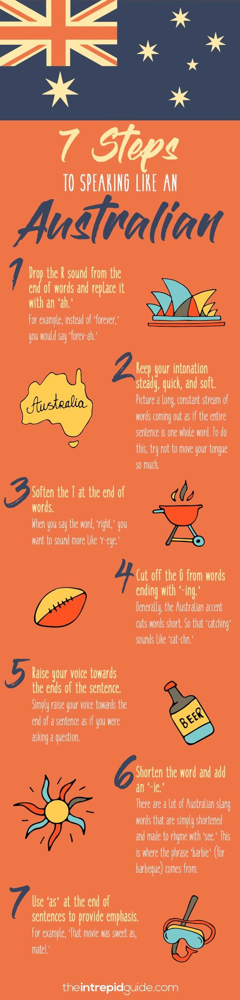 7 Steps
TO SPEAKING LIKE AN
Australian
1
Drop the R sound from the
end of words and replace it
with an 'ah.'
For example, instead of 'forever,'
you would say 'forev-ah.'
Australia
2
Keep your intonation
steady, quick, and soft.
Picture a long, constant stream of
words coming out as if the entire
sentence is one whole word. To do
this, try not to move your tongue
so much.
3
Soften the T at the end of
words.
When you say the word, 'right,' you
want to sound more like 'r-eye.'
4
Cut off the G from words
ending with '-ing.'
Generally, the Australian accent
cuts words short. So that 'catching'
sounds like 'cat-chn.'
5
Raise your voice towards
the ends of the sentence.
Simply raise your voice towards the
end of a sentence as if you were
asking a question.
BEER
6
Shorten the word and add
an '-ie.'
There are a lot of Australian slang
words that are simply shortened
and made to rhyme with 'see.' This
is where the phrase 'barbie' (for
barbeque) comes from.
7
Use 'as' at the end of
sentences to provide emphasis.
For example, 'That movie was sweet as,
mate!.'
theintrepidguide.com